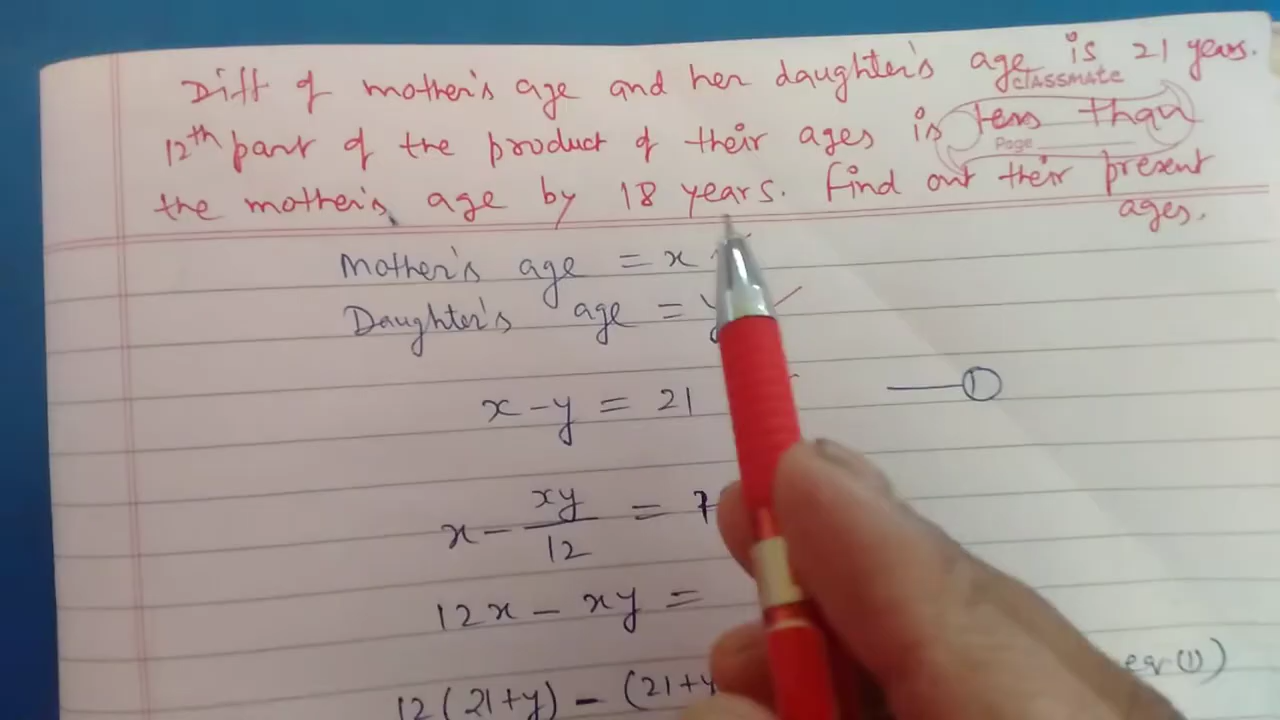 Diff of mother's age and her daughter's age is 21 years.
classmate
12th part of the product of their ages is less than
Page
the mother's age by 18 years. Find out their present
ages.
Mother's age = x
Daughter's age = y
x - y = 21 ①
x - xy/12 =
12x - xy =
12(21+y) - (21+y eq (1))